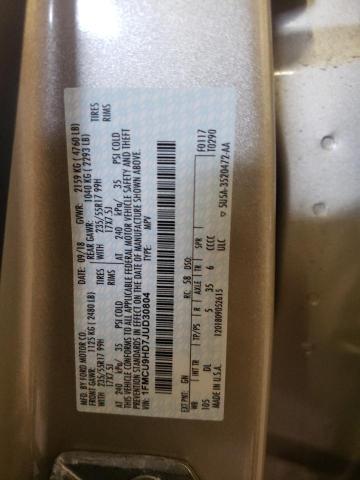 MFD. BY FORD MOTOR CO.
DATE: 09/18 GVWR: 2159 KG ( 4760 LB)
FRONT GAWR: 1125 KG ( 2480 LB) REAR GAWR: 1040 KG ( 2293 LB)
WITH 235/55R17 99H TIRES WITH 235/55R17 99H TIRES
17X7.5J RIMS 17X7.5J RIMS
AT 240 kPa/ 35 PSI COLD AT 240 kPa/ 35 PSI COLD
THIS VEHICLE CONFORMS TO ALL APPLICABLE FEDERAL MOTOR VEHICLE SAFETY AND THEFT
PREVENTION STANDARDS IN EFFECT ON THE DATE OF MANUFACTURE SHOWN ABOVE.
VIN: 1FMCU9HD7JUD30804
TYPE: MPV
F0117
T0290
EXT PNT: GN RC: 58 DSO:
WB INT TR TP/PS R AXLE TR SPR
105 DL 5 35 6 CCCC
ULC
1201809052615
5U5A-3520472-AA